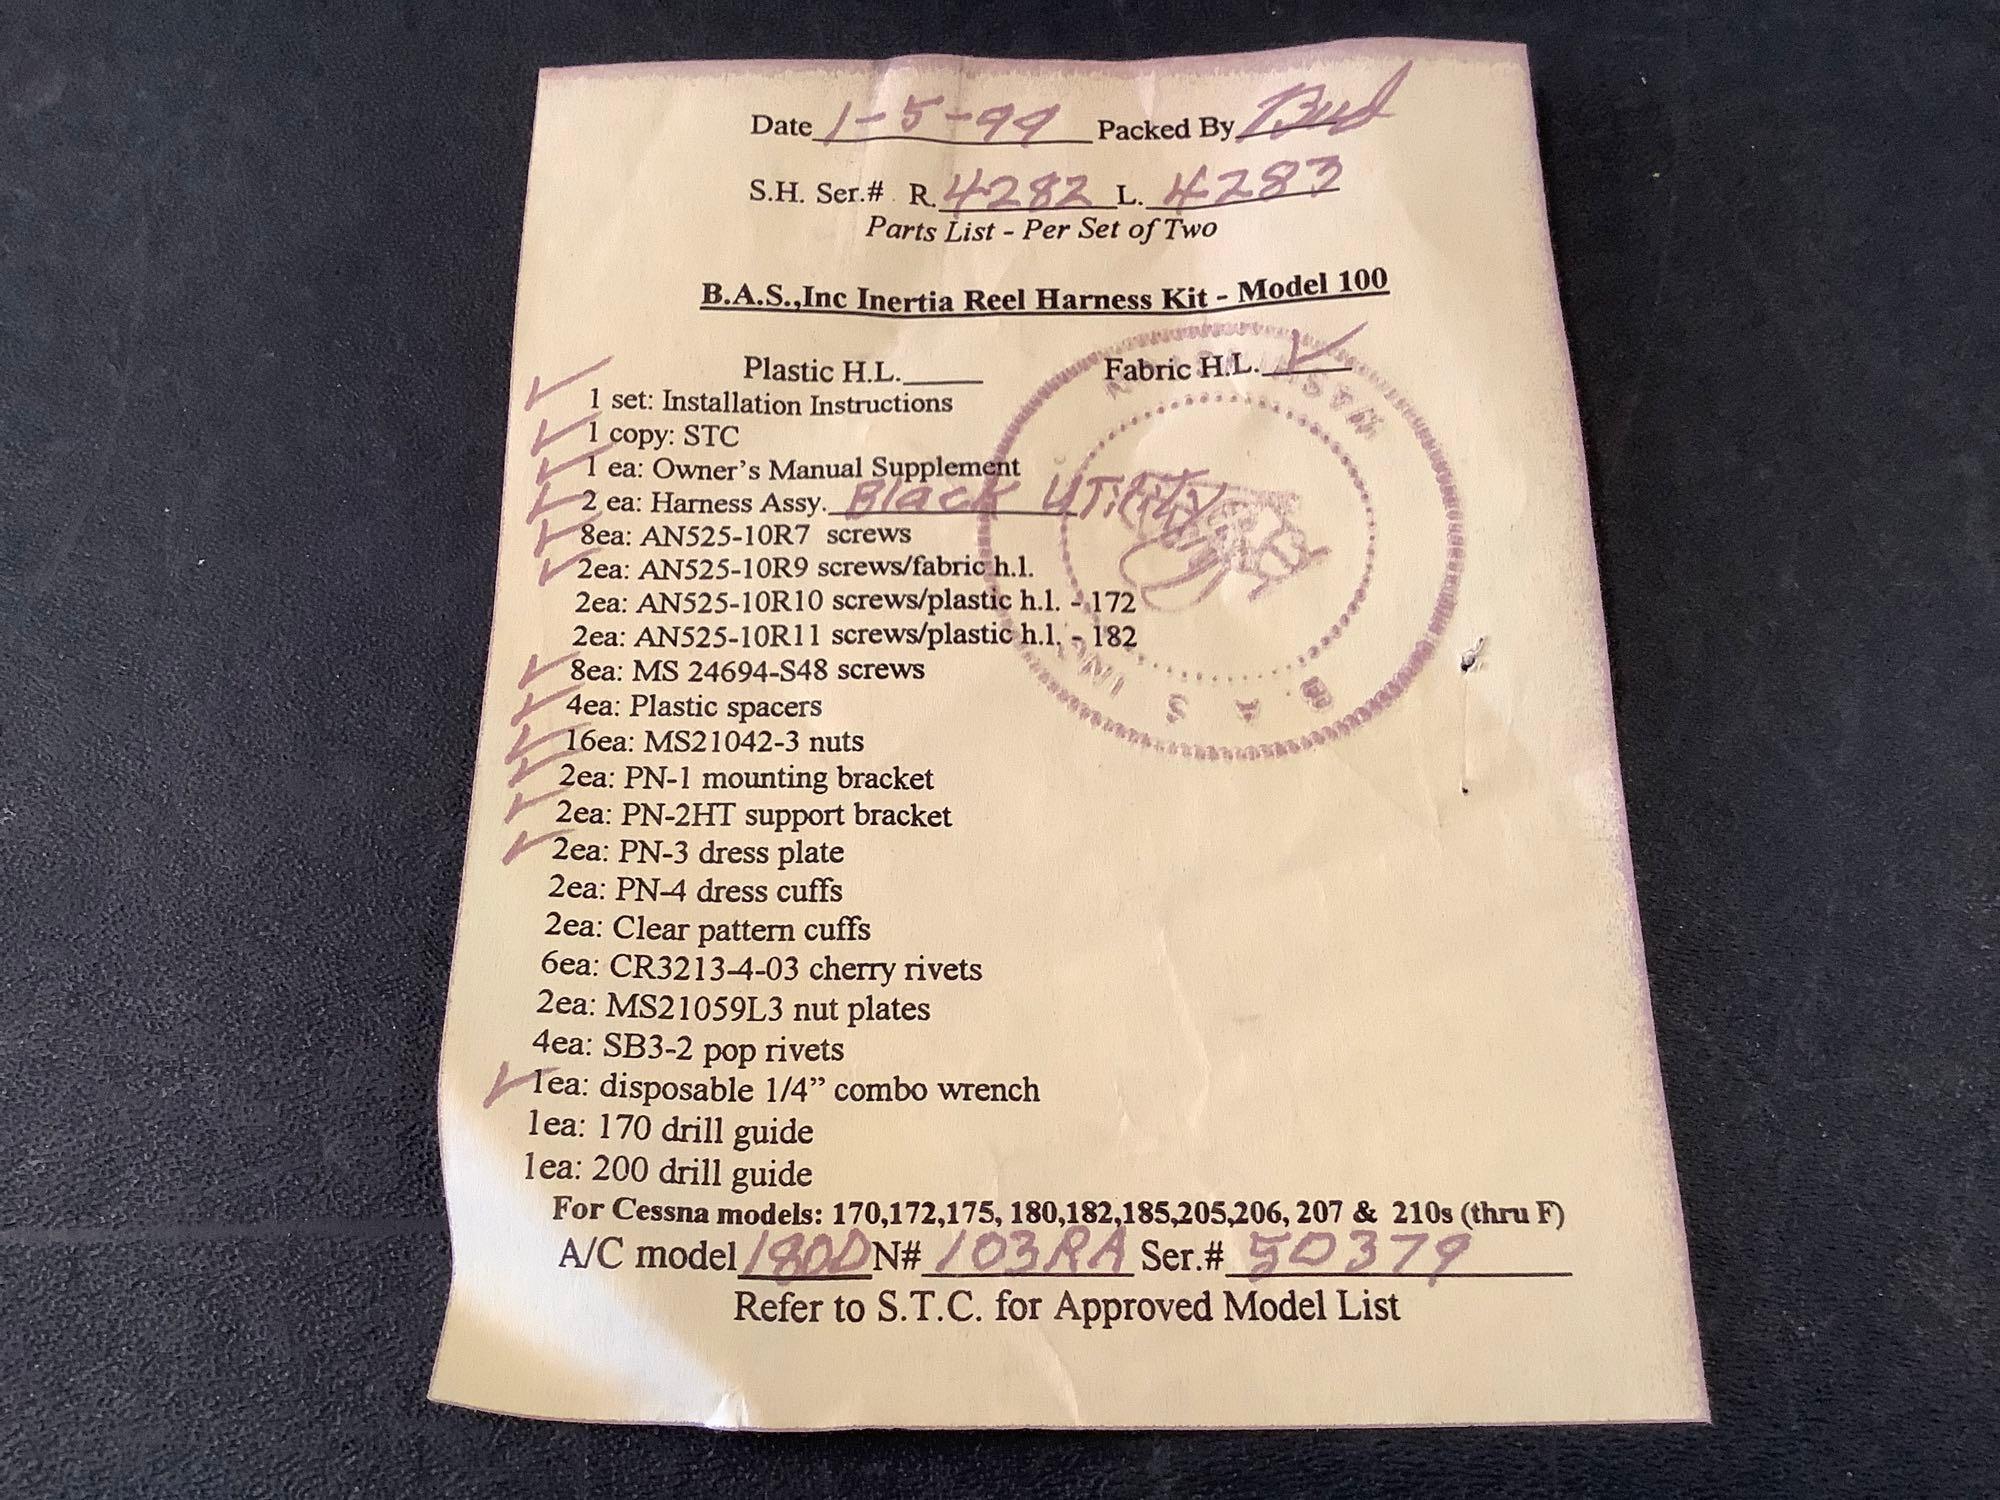 Date 1-5-99 Packed By Bud
S.H. Ser.# R. 4282 L. 4283
Parts List - Per Set of Two
B.A.S.,Inc Inertia Reel Harness Kit - Model 100
Plastic H.L.____ Fabric H.L. ✓
✓ 1 set: Installation Instructions
✓ 1 copy: STC
✓ 1 ea: Owner's Manual Supplement
✓ 2 ea: Harness Assy. Black Utility
✓ 8ea: AN525-10R7 screws
✓ 2ea: AN525-10R9 screws/fabric h.l.
2ea: AN525-10R10 screws/plastic h.l. - 172
2ea: AN525-10R11 screws/plastic h.l. - 182
✓ 8ea: MS 24694-S48 screws
✓ 4ea: Plastic spacers
✓ 16ea: MS21042-3 nuts
✓ 2ea: PN-1 mounting bracket
✓ 2ea: PN-2HT support bracket
✓ 2ea: PN-3 dress plate
2ea: PN-4 dress cuffs
2ea: Clear pattern cuffs
6ea: CR3213-4-03 cherry rivets
2ea: MS21059L3 nut plates
4ea: SB3-2 pop rivets
✓ 1ea: disposable 1/4" combo wrench
1ea: 170 drill guide
1ea: 200 drill guide
For Cessna models: 170,172,175, 180,182,185,205,206, 207 & 210s (thru F)
A/C model 180D N# 103RA Ser.# 50379
Refer to S.T.C. for Approved Model List
B A S INC